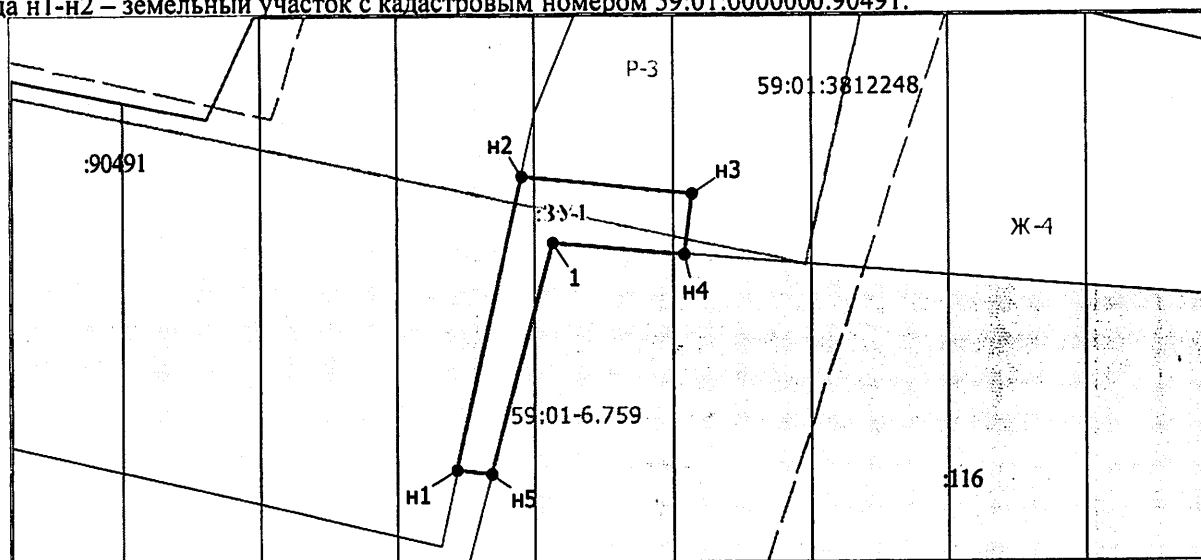 ца н1-н2 – земельный участок с кадастровым номером 59:01:0000000:90491.
Р-3
59:01:3812248
:90491
н2
н3
:ЗУ-1
Ж-4
1
н4
59:01-6.759
н1
н5
:116